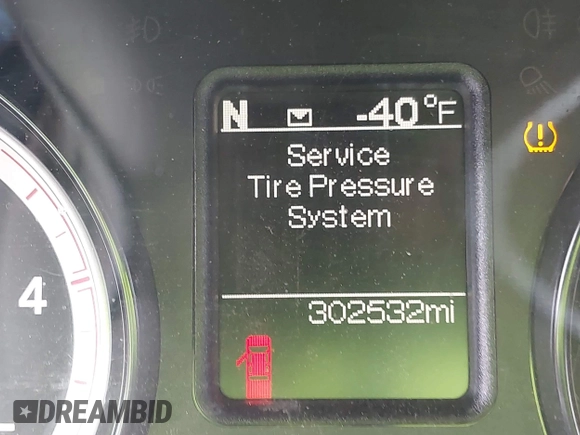 N -40°F
Service
Tire Pressure
System
302532mi
4
DREAMBID